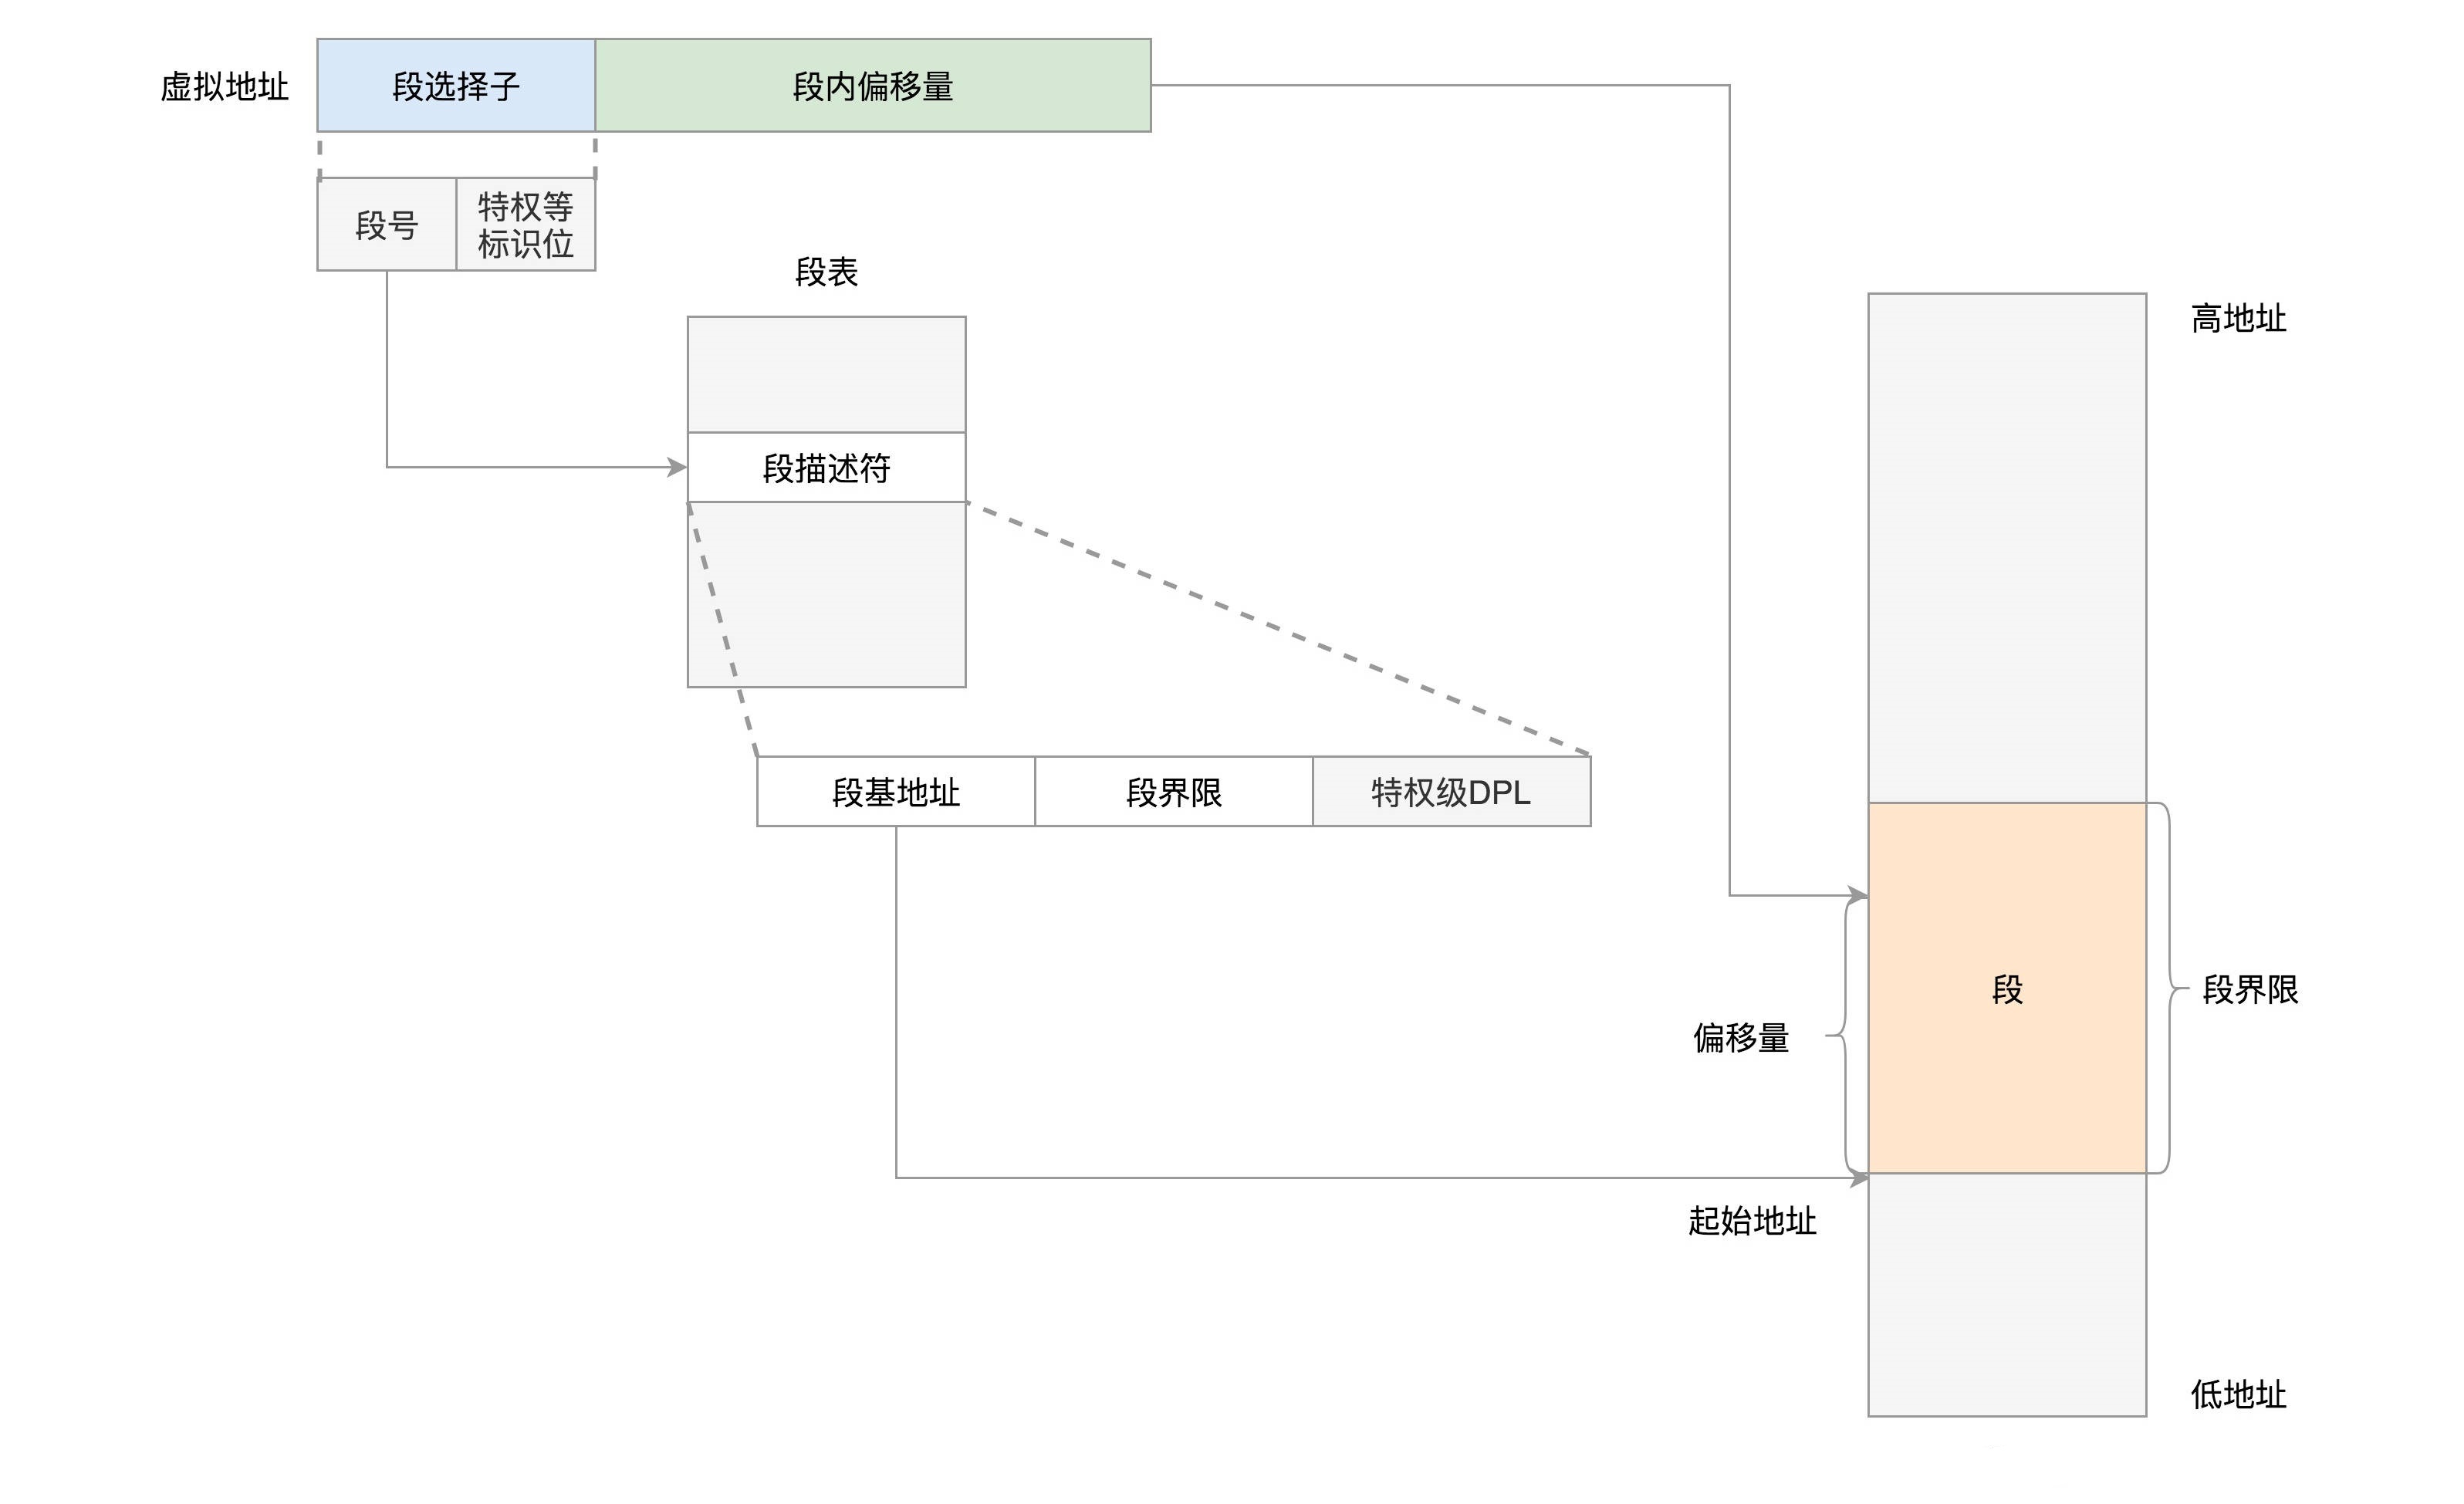 虚拟地址
段选择子
段内偏移量
段号
特权等
标识位
段表
高地址
段描述符
段基地址
段界限
特权级DPL
段
段界限
偏移量
起始地址
低地址